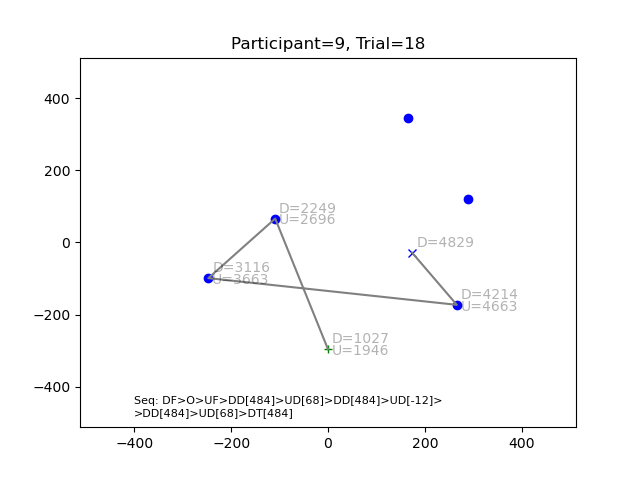 Participant=9, Trial=18
400
200
0
−200
−400
D=2249
U=2696
D=3116
U=3663
D=4829
D=4214
U=4663
D=1027
U=1946
Seq: DF>O>UF>DD[484]>UD[68]>DD[484]>UD[-12]>
>DD[484]>UD[68]>DT[484]
−400
−200
0
200
400